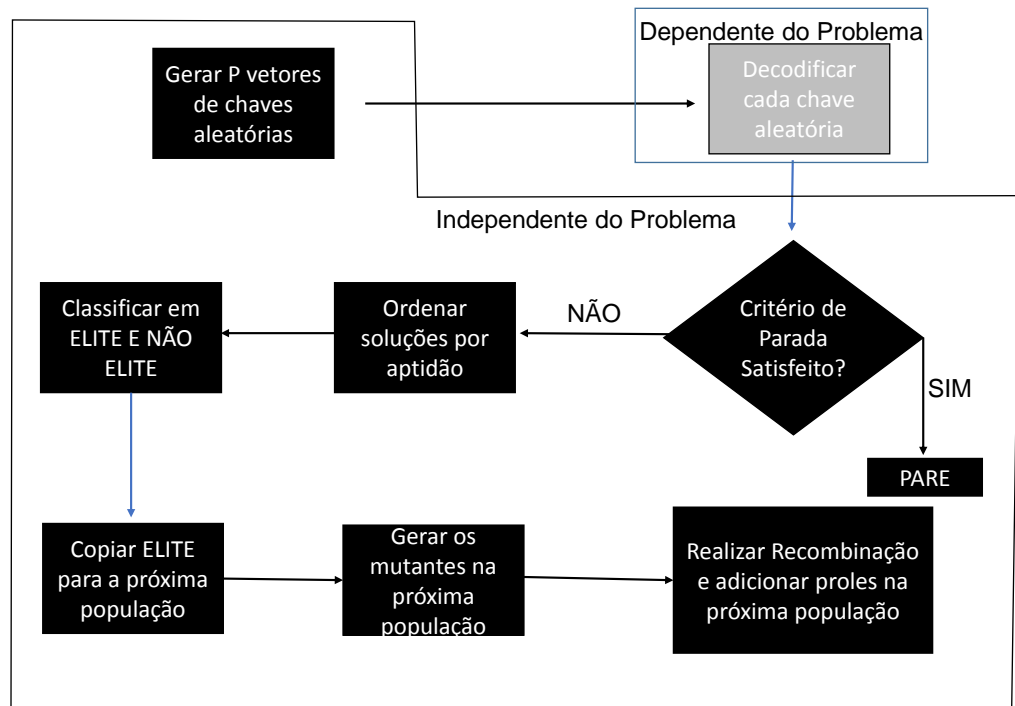 Dependente do Problema
Gerar P vetores
de chaves
aleatórias
Decodificar
cada chave
aleatória
Independente do Problema
Classificar em
ELITE E NÃO
ELITE
Ordenar
soluções por
aptidão
NÃO
Critério de
Parada
Satisfeito?
SIM
PARE
Copiar ELITE
para a próxima
população
Gerar os
mutantes na
próxima
população
Realizar Recombinação
e adicionar proles na
próxima população